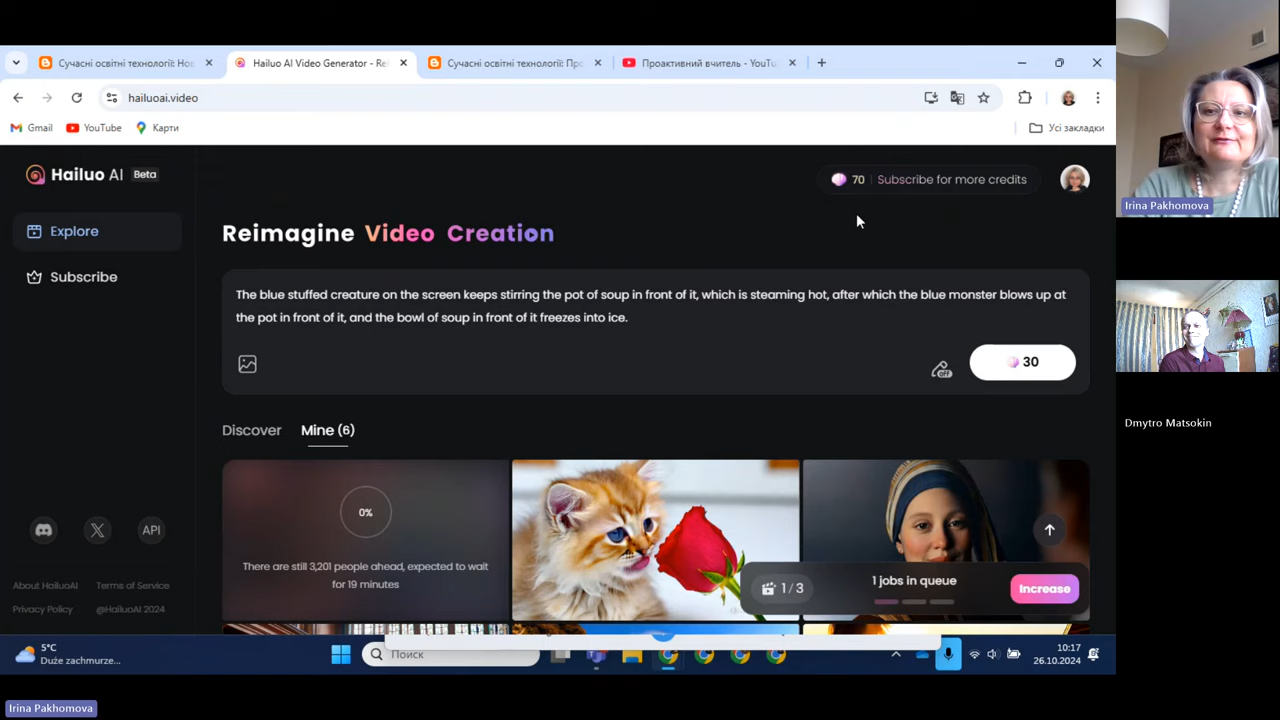 Сучасні освітні технології: Нов
Hailuo AI Video Generator - Re
Сучасні освітні технології: Пр
Проактивний вчитель - YouTu
hailuoai.video
Gmail
YouTube
Карти
Усі закладки
Hailuo AI
Beta
70
Subscribe for more credits
Explore
Subscribe
Reimagine Video Creation
The blue stuffed creature on the screen keeps stirring the pot of soup in front of it, which is steaming hot, after which the blue monster blows up at
the pot in front of it, and the bowl of soup in front of it freezes into ice.
OFF
30
Discover
Mine (6)
0%
There are still 3,201 people ahead, expected to wait
for 19 minutes
1 / 3
1 jobs in queue
Increase
API
About HailuoAI
Terms of Service
Privacy Policy
@HailuoAI 2024
5°C
Duże zachmurze...
Поиск
10:17
26.10.2024
Irina Pakhomova
Dmytro Matsokin
Irina Pakhomova